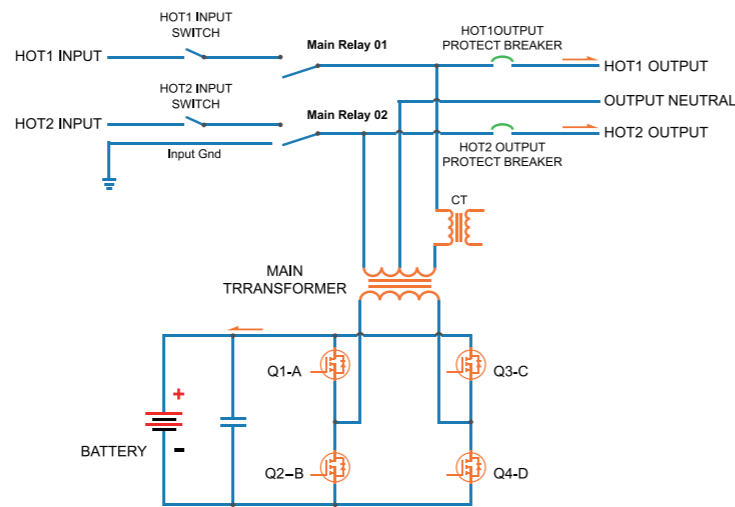 HOT1 INPUT
SWITCH
HOT1 INPUT
Main Relay 01
HOT1OUTPUT
PROTECT BREAKER
HOT1 OUTPUT
HOT2 INPUT
SWITCH
HOT2 INPUT
Main Relay 02
OUTPUT NEUTRAL
HOT2 OUTPUT
Input Gnd
HOT2 OUTPUT
PROTECT BREAKER
CT
MAIN
TRRANSFORMER
Q1-A
Q3-C
+
BATTERY
-
Q2–B
Q4-D